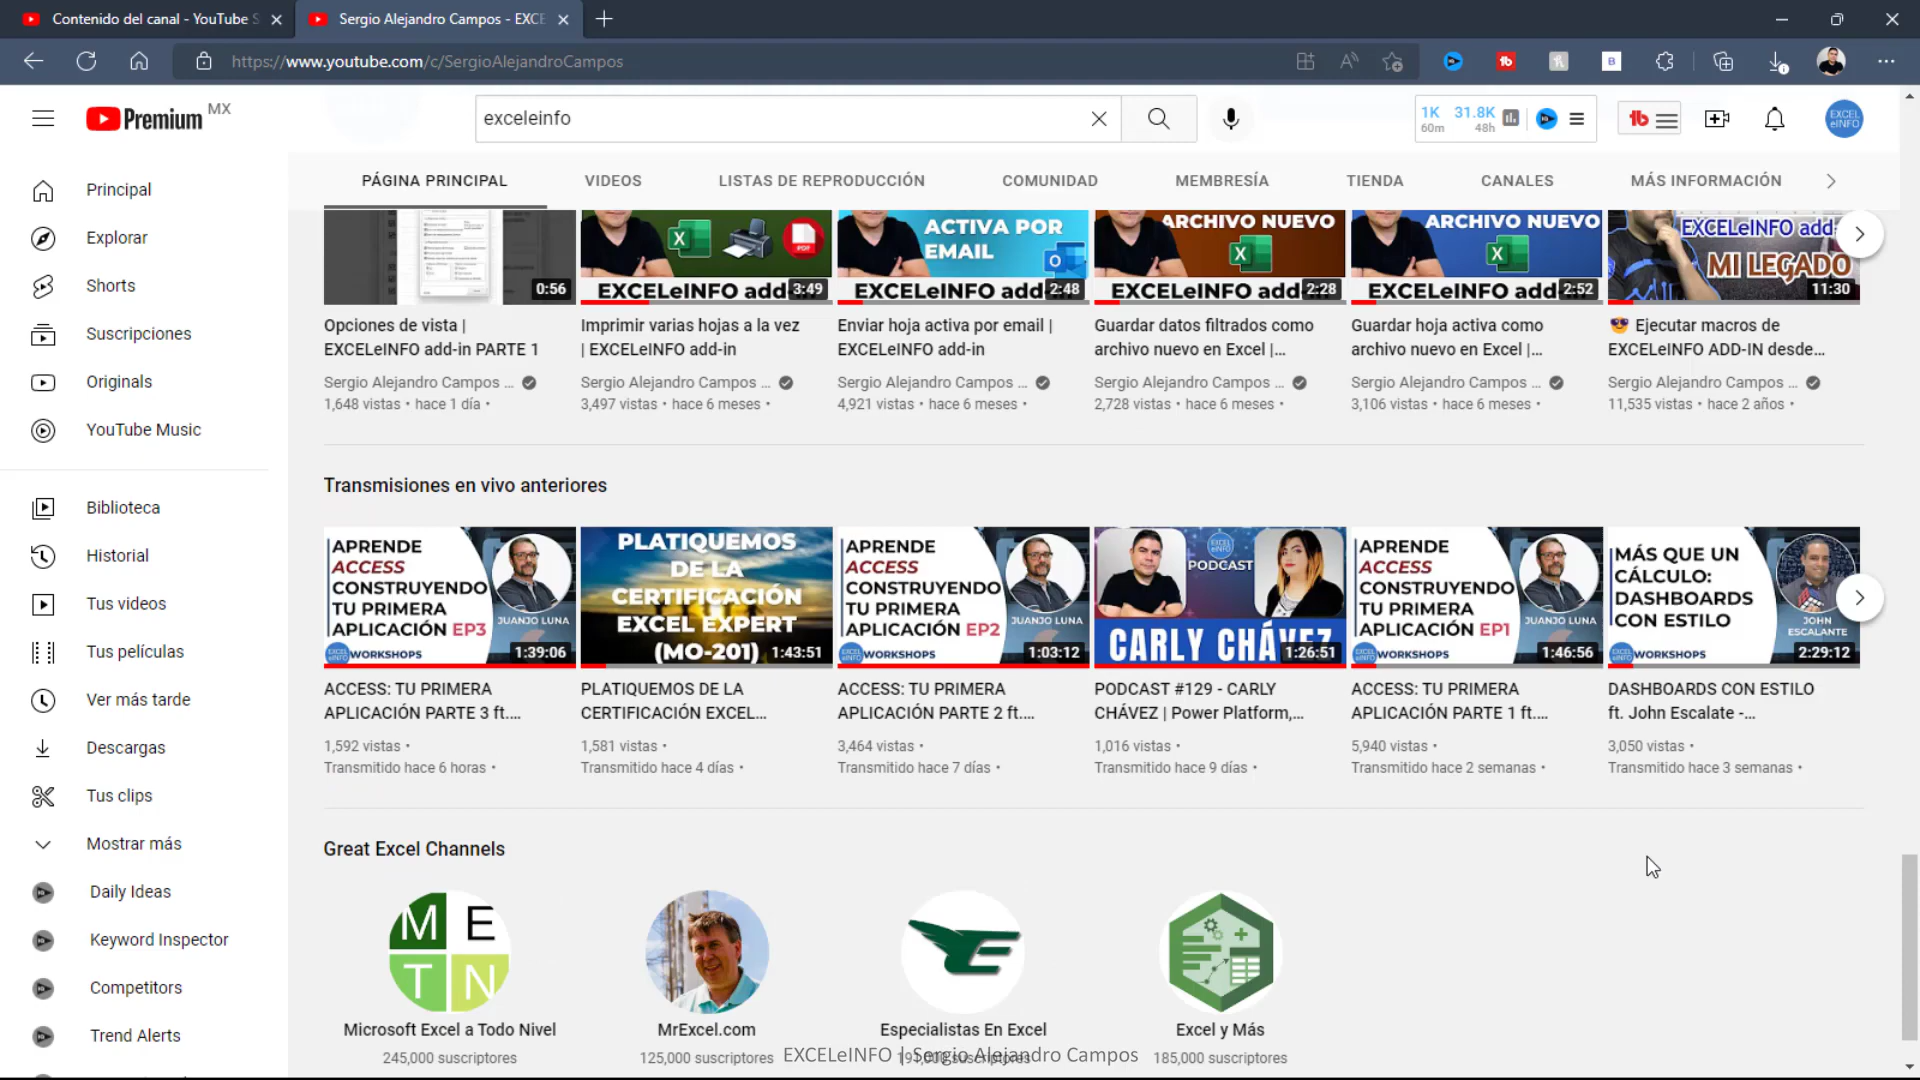 Contenido del canal - YouTube S
Sergio Alejandro Campos - EXCE
https://www.youtube.com/c/SergioAlejandroCampos
Premium MX
exceleinfo
1K 31.8K
60m 48h
EXCEL eINFO
Principal
Explorar
Shorts
Suscripciones
Originals
YouTube Music
Biblioteca
Historial
Tus videos
Tus películas
Ver más tarde
Descargas
Tus clips
Mostrar más
Daily Ideas
Keyword Inspector
Competitors
Trend Alerts
PÁGINA PRINCIPAL
VIDEOS
LISTAS DE REPRODUCCIÓN
COMUNIDAD
MEMBRESÍA
TIENDA
CANALES
MÁS INFORMACIÓN
0:56
Opciones de vista |
EXCELeINFO add-in PARTE 1
Sergio Alejandro Campos ...
1,648 vistas • hace 1 día •
EXCELeINFO add-
3:49
Imprimir varias hojas a la vez
| EXCELeINFO add-in
Sergio Alejandro Campos ...
3,497 vistas • hace 6 meses •
ACTIVA POR
EMAIL
EXCELeINFO add-
2:48
Enviar hoja activa por email |
EXCELeINFO add-in
Sergio Alejandro Campos ...
4,921 vistas • hace 6 meses •
ARCHIVO NUEVO
EXCELeINFO add-
2:28
Guardar datos filtrados como
archivo nuevo en Excel |...
Sergio Alejandro Campos ...
2,728 vistas • hace 6 meses •
ARCHIVO NUEVO
EXCELeINFO add-
2:52
Guardar hoja activa como
archivo nuevo en Excel |...
Sergio Alejandro Campos ...
3,106 vistas • hace 6 meses •
EXCELeINFO add-
MI LEGADO
11:30
😎 Ejecutar macros de
EXCELeINFO ADD-IN desde...
Sergio Alejandro Campos ...
11,535 vistas • hace 2 años •
Transmisiones en vivo anteriores
APRENDE
ACCESS
CONSTRUYENDO
TU PRIMERA
APLICACIÓN EP3
JUANJO LUNA
WORKSHOPS
1:39:06
ACCESS: TU PRIMERA
APLICACIÓN PARTE 3 ft....
1,592 vistas •
Transmitido hace 6 horas •
PLATIQUEMOS
DE LA
CERTIFICACIÓN
EXCEL EXPERT
(MO-201)
1:43:51
PLATIQUEMOS DE LA
CERTIFICACIÓN EXCEL...
1,581 vistas •
Transmitido hace 4 días •
APRENDE
ACCESS
CONSTRUYENDO
TU PRIMERA
APLICACIÓN EP2
JUANJO LUNA
WORKSHOPS
1:03:12
ACCESS: TU PRIMERA
APLICACIÓN PARTE 2 ft....
3,464 vistas •
Transmitido hace 7 días •
PODCAST
CARLY CHÁVEZ
1:26:51
PODCAST #129 - CARLY
CHÁVEZ | Power Platform,...
1,016 vistas •
Transmitido hace 9 días •
APRENDE
ACCESS
CONSTRUYENDO
TU PRIMERA
APLICACIÓN EP1
JUANJO LUNA
WORKSHOPS
1:46:56
ACCESS: TU PRIMERA
APLICACIÓN PARTE 1 ft....
5,940 vistas •
Transmitido hace 2 semanas •
MÁS QUE UN
CÁLCULO:
DASHBOARDS
CON ESTILO
JOHN
ESCALANTE
WORKSHOPS
2:29:12
DASHBOARDS CON ESTILO
ft. John Escalate -...
3,050 vistas •
Transmitido hace 3 semanas •
Great Excel Channels
M E
T N
Microsoft Excel a Todo Nivel
245,000 suscriptores
MrExcel.com
125,000 suscriptores
Especialistas En Excel
191,000 suscriptores
Excel y Más
185,000 suscriptores
EXCELeINFO | Sergio Alejandro Campos